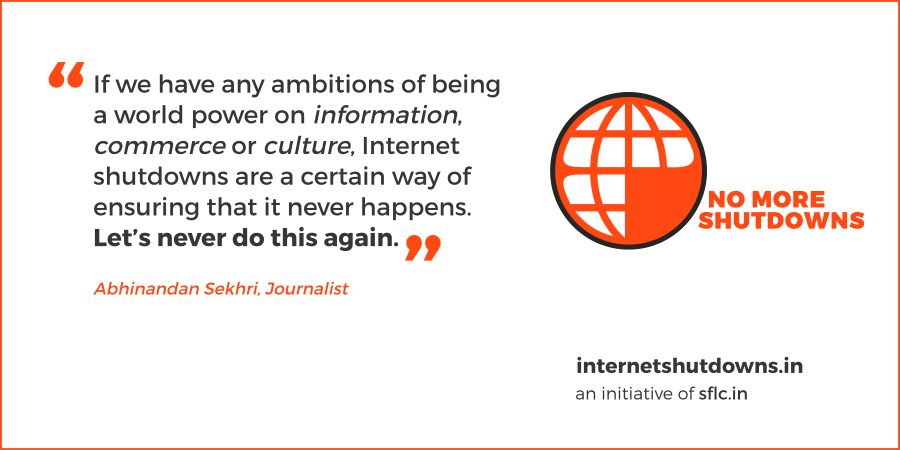 “
If we have any ambitions of being
a world power on information,
commerce or culture, Internet
shutdowns are a certain way of
ensuring that it never happens.
Let’s never do this again. ”
Abhinandan Sekhri, Journalist
NO MORE
SHUTDOWNS
internetshutdowns.in
an initiative of sflc.in